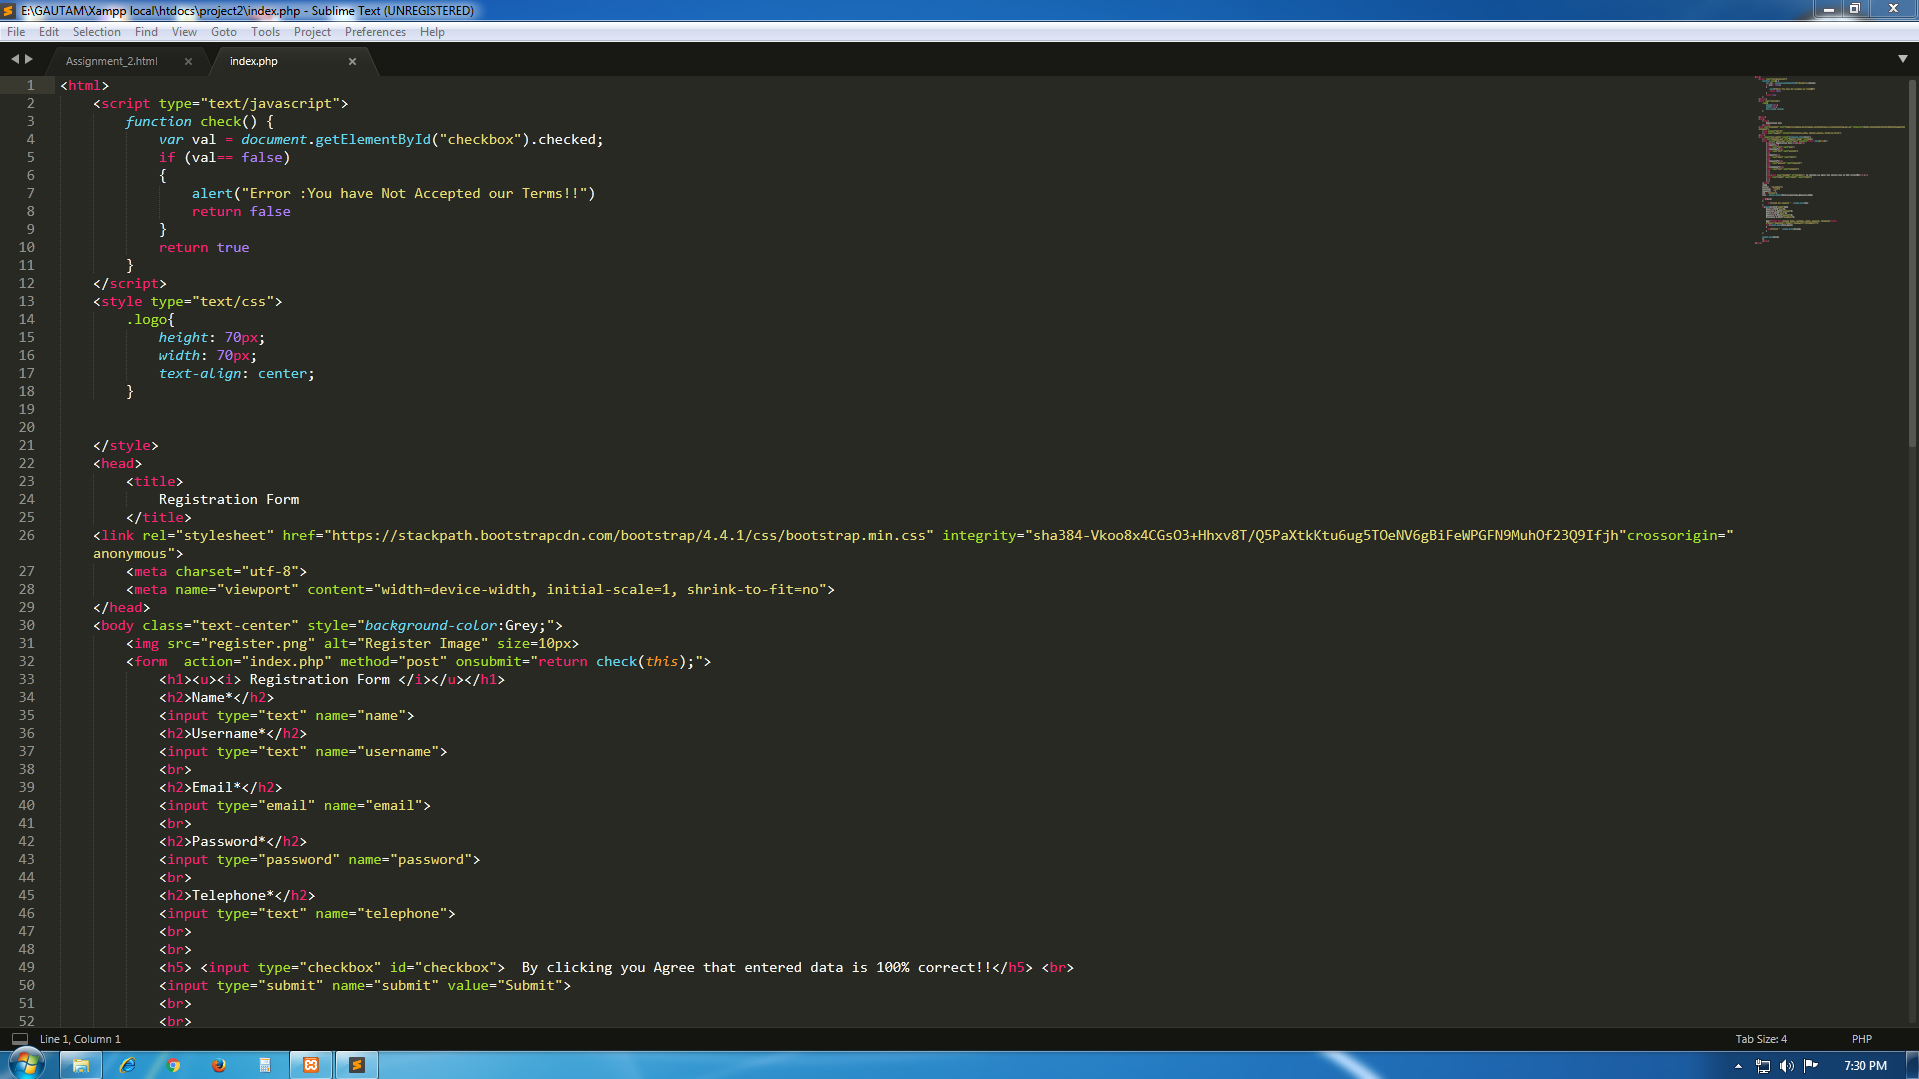 E:\GAUTAM\Xampp local\htdocs\project2\index.php - Sublime Text (UNREGISTERED)
File Edit Selection Find View Goto Tools Project Preferences Help
Assignment_2.html × index.php ×
1 <html>
2 <script type="text/javascript">
3 function check() {
4 var val = document.getElementById("checkbox").checked;
5 if (val== false)
6 {
7 alert("Error :You have Not Accepted our Terms!!")
8 return false
9 }
10 return true
11 }
12 </script>
13 <style type="text/css">
14 .logo{
15 height: 70px;
16 width: 70px;
17 text-align: center;
18 }
19
20
21 </style>
22 <head>
23 <title>
24 Registration Form
25 </title>
26 <link rel="stylesheet" href="https://stackpath.bootstrapcdn.com/bootstrap/4.4.1/css/bootstrap.min.css" integrity="sha384-Vkoo8x4CGsO3+Hhxv8T/Q5PaXtkKtu6ug5TOeNV6gBiFeWPGFN9MuhOf23Q9Ifjh"crossorigin="
anonymous">
27 <meta charset="utf-8">
28 <meta name="viewport" content="width=device-width, initial-scale=1, shrink-to-fit=no">
29 </head>
30 <body class="text-center" style="background-color:Grey;">
31 <img src="register.png" alt="Register Image" size=10px>
32 <form  action="index.php" method="post" onsubmit="return check(this);">
33 <h1><u><i> Registration Form </i></u></h1>
34 <h2>Name*</h2>
35 <input type="text" name="name">
36 <h2>Username*</h2>
37 <input type="text" name="username">
38 <br>
39 <h2>Email*</h2>
40 <input type="email" name="email">
41 <br>
42 <h2>Password*</h2>
43 <input type="password" name="password">
44 <br>
45 <h2>Telephone*</h2>
46 <input type="text" name="telephone">
47 <br>
48 <br>
49 <h5> <input type="checkbox" id="checkbox">  By clicking you Agree that entered data is 100% correct!!</h5> <br>
50 <input type="submit" name="submit" value="Submit">
51 <br>
52 <br>
Line 1, Column 1 Tab Size: 4 PHP
7:30 PM